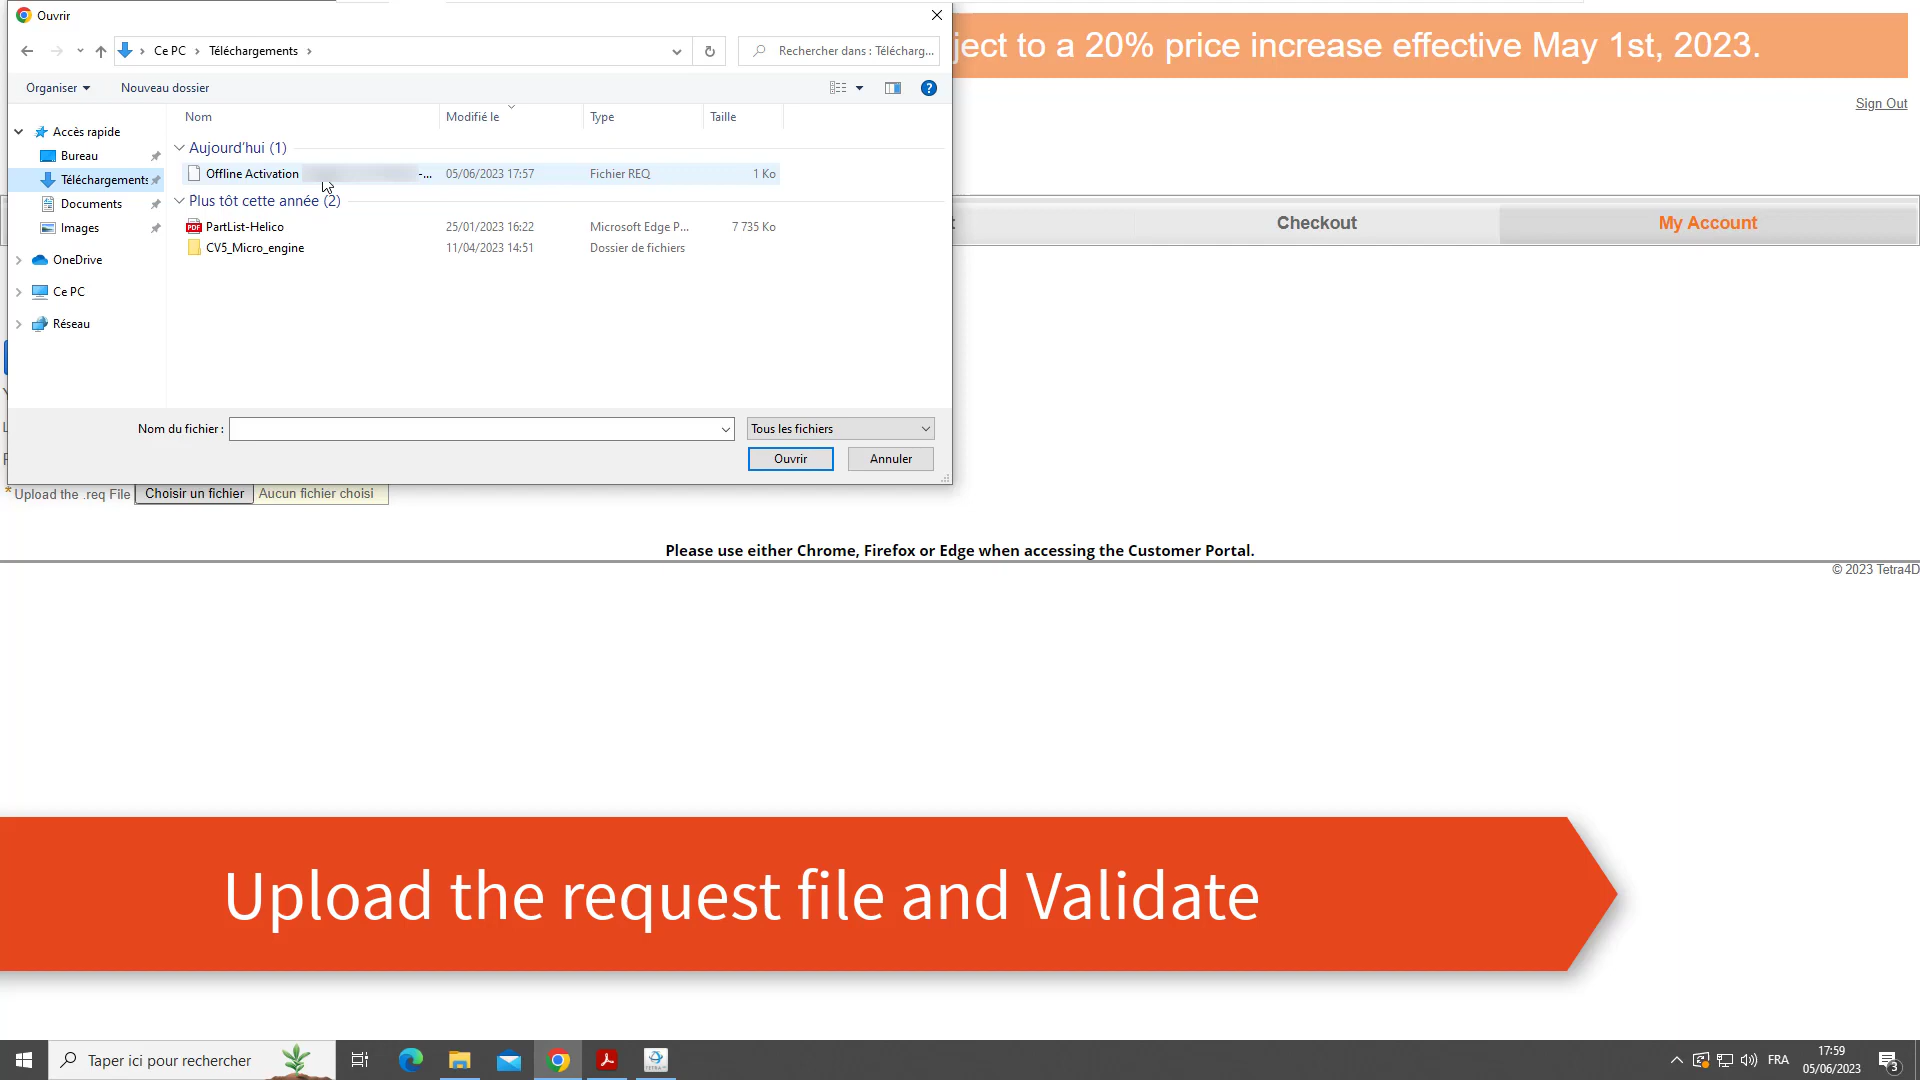 Ouvrir
Ce PC > Téléchargements >
Rechercher dans : Télécharg...
ject to a 20% price increase effective May 1st, 2023.
Organiser
Nouveau dossier
Sign Out
Nom
Modifié le
Type
Taille
Accès rapide
Bureau
Téléchargements
Documents
Images
OneDrive
Ce PC
Réseau
Aujourd'hui (1)
Offline Activation -... 05/06/2023 17:57 Fichier REQ 1 Ko
Plus tôt cette année (2)
PartList-Helico 25/01/2023 16:22 Microsoft Edge P... 7 735 Ko
CV5_Micro_engine 11/04/2023 14:51 Dossier de fichiers
Checkout
My Account
Nom du fichier :
Tous les fichiers
Ouvrir
Annuler
*Upload the .req File Choisir un fichier Aucun fichier choisi
Please use either Chrome, Firefox or Edge when accessing the Customer Portal.
© 2023 Tetra4D
Upload the request file and Validate
Taper ici pour rechercher
FRA
17:59
05/06/2023
3